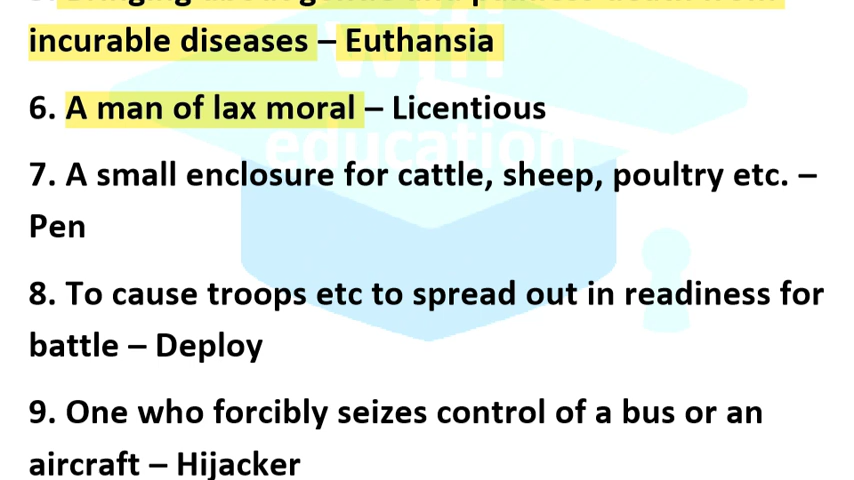 incurable diseases – Euthansia
6. A man of lax moral – Licentious
education
7. A small enclosure for cattle, sheep, poultry etc. –
Pen
8. To cause troops etc to spread out in readiness for
battle – Deploy
9. One who forcibly seizes control of a bus or an
aircraft – Hijacker